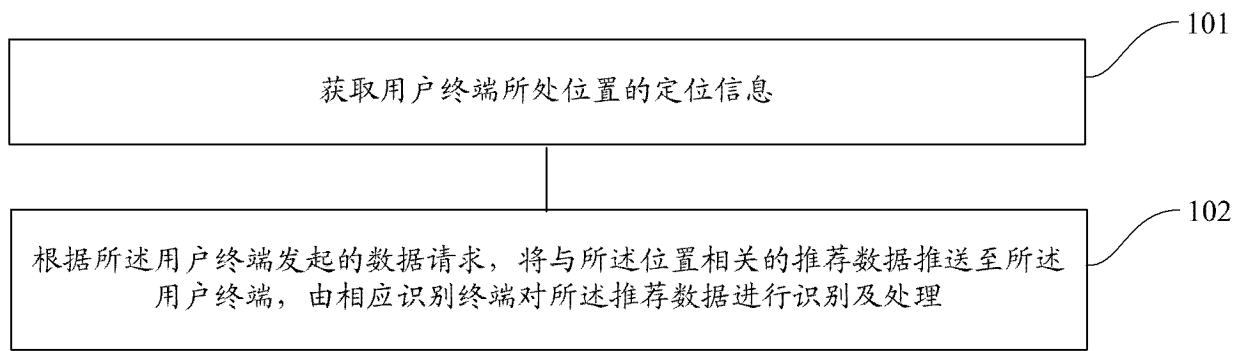 101
获取用户终端所处位置的定位信息
102
根据所述用户终端发起的数据请求，将与所述位置相关的推荐数据推送至所述
用户终端，由相应识别终端对所述推荐数据进行识别及处理